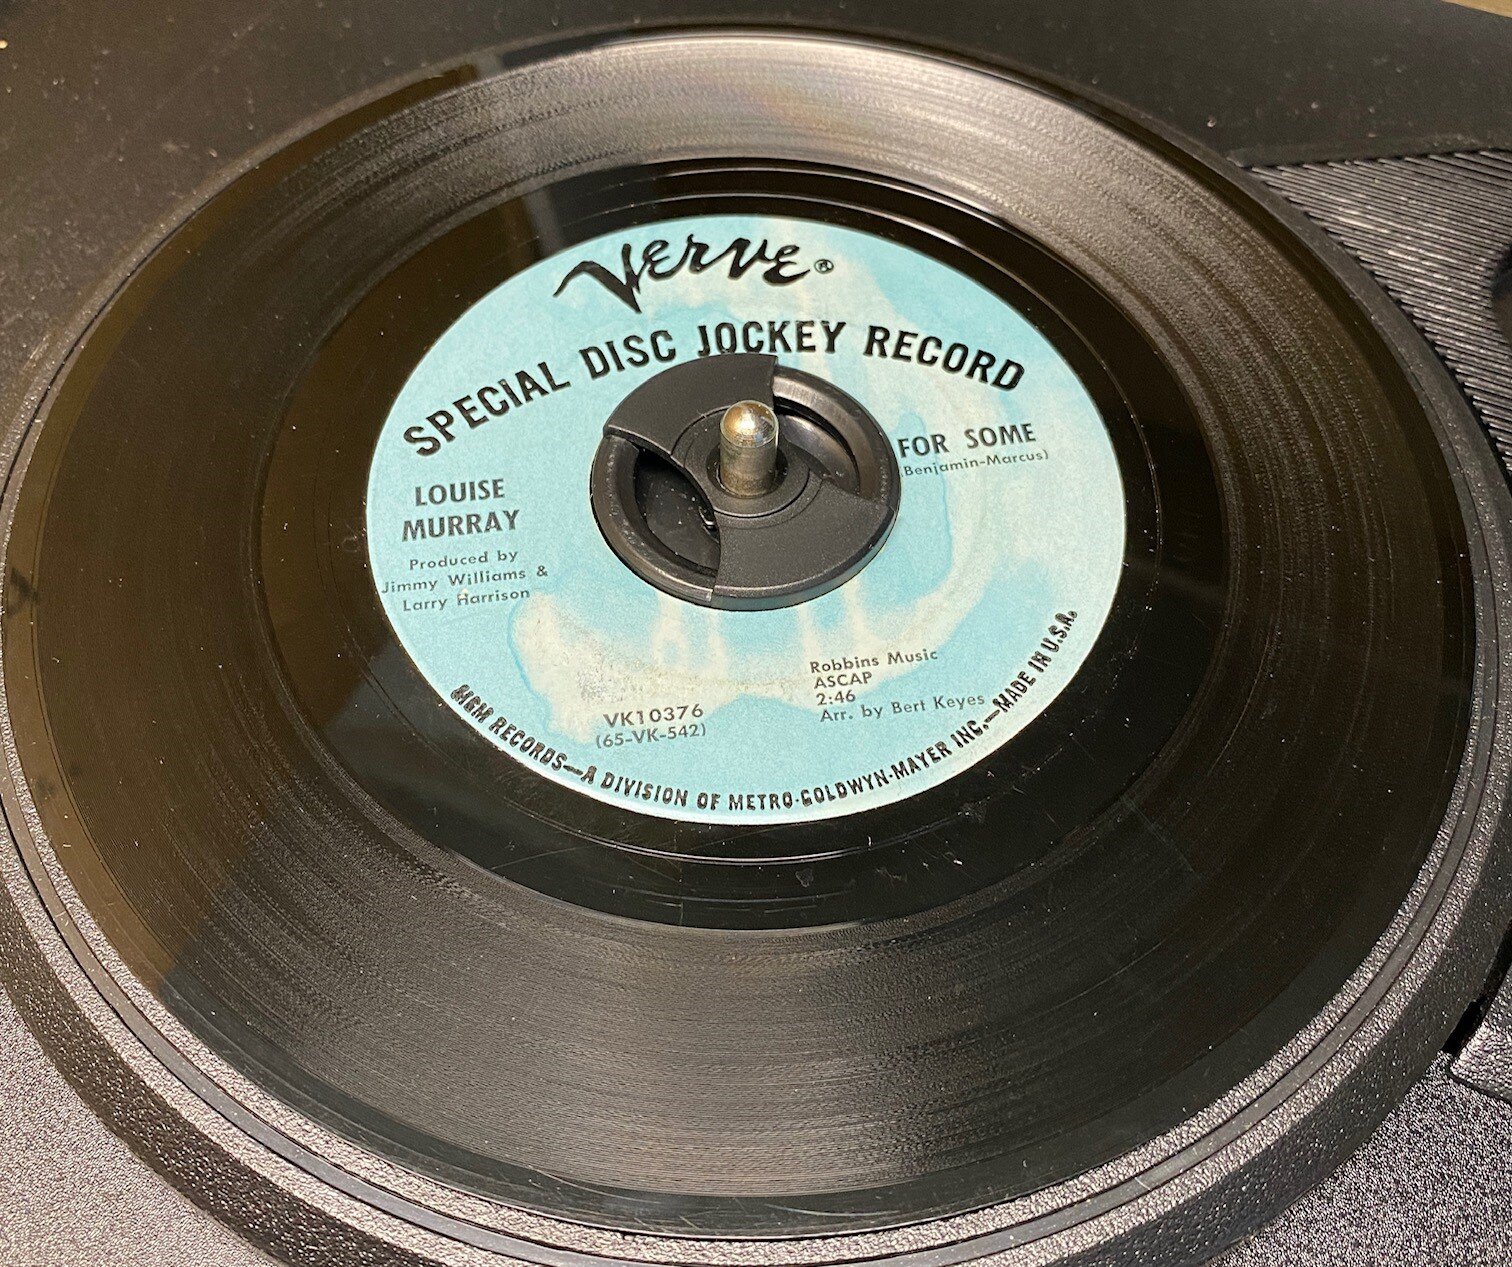 Verve®
SPECIAL DISC JOCKEY RECORD
FOR SOME
Benjamin-Marcus)
LOUISE
MURRAY
Produced by
Jimmy Williams &
Larry Harrison
Robbins Music
ASCAP
2:46
Arr. by Bert Keyes
VK10376
(65-VK-542)
MGM RECORDS—A DIVISION OF METRO-GOLDWYN-MAYER INC.—MADE IN U.S.A.